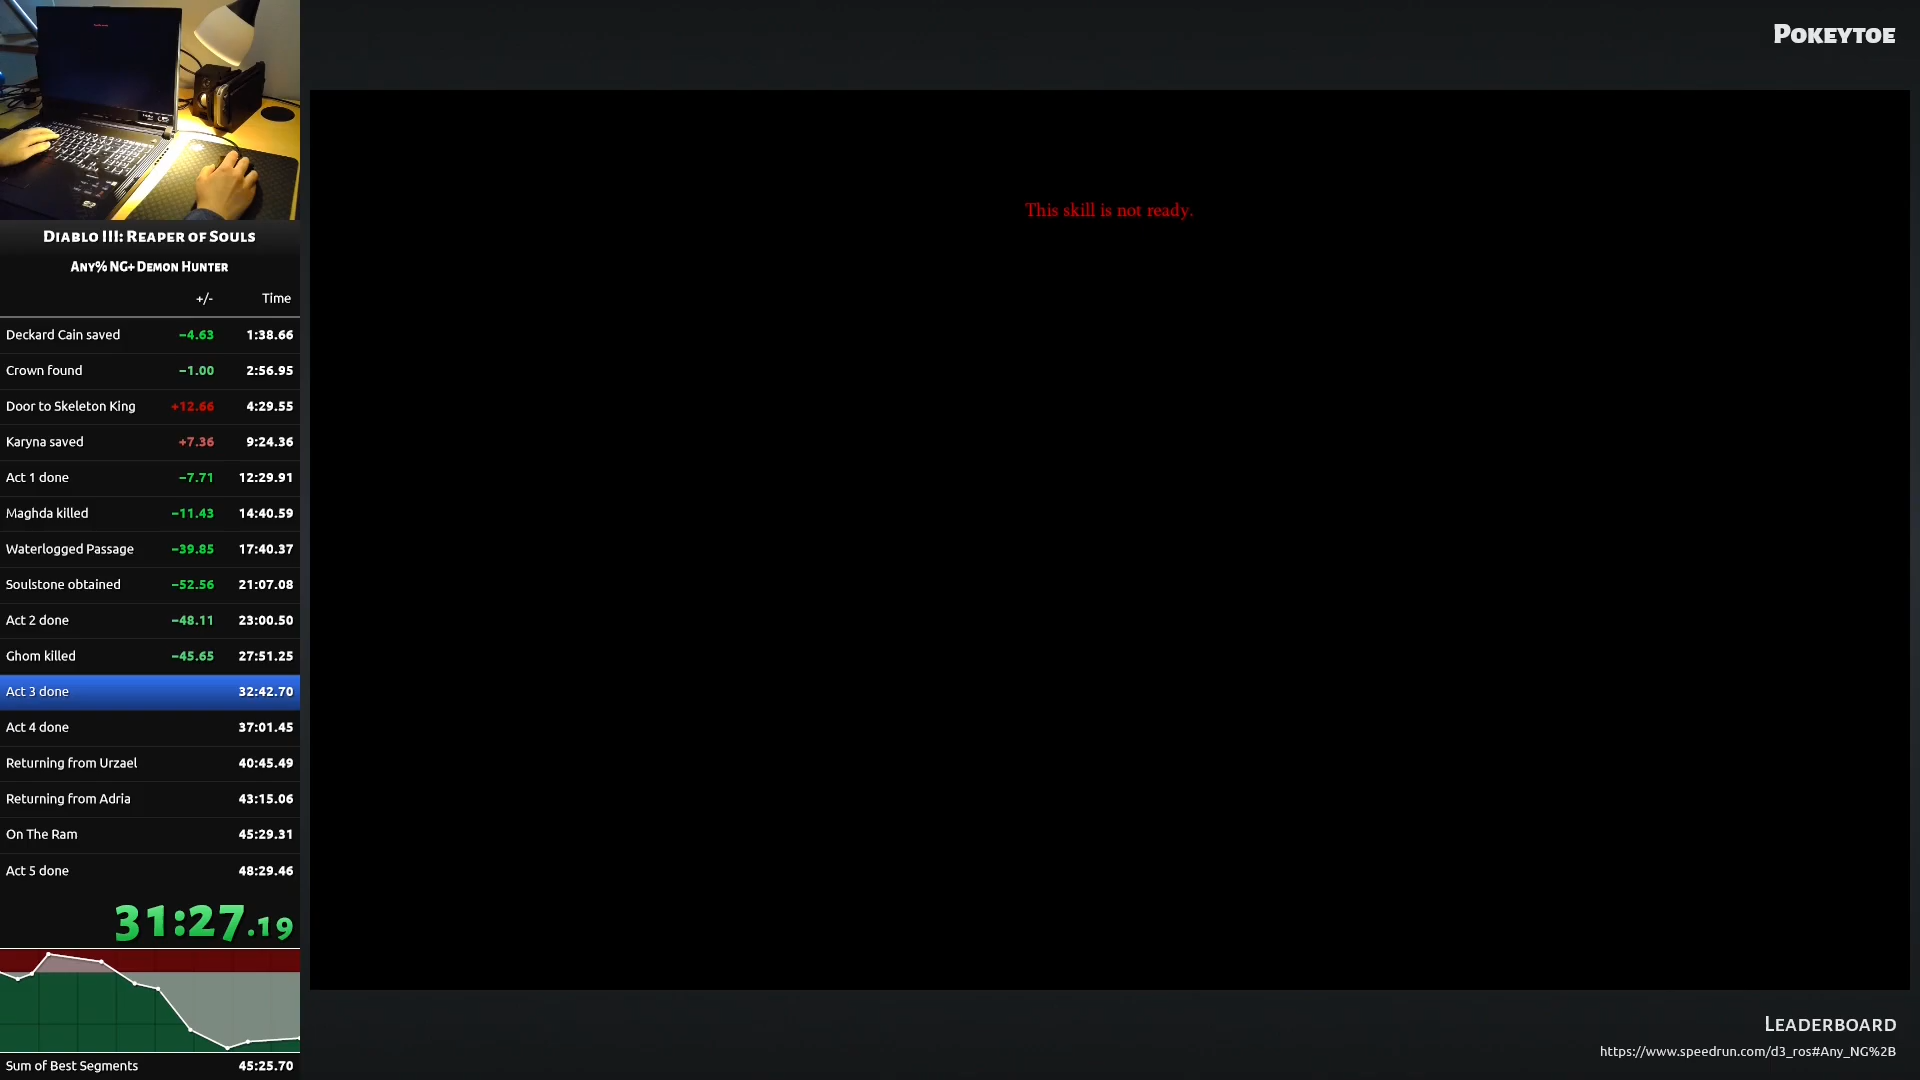 POKEYTOE
This skill is not ready.
DIABLO III: REAPER OF SOULS
ANY% NG+ DEMON HUNTER
+/- Time
Deckard Cain saved −4.63 1:38.66
Crown found −1.00 2:56.95
Door to Skeleton King +12.66 4:29.55
Karyna saved +7.36 9:24.36
Act 1 done −7.71 12:29.91
Maghda killed −11.43 14:40.59
Waterlogged Passage −39.85 17:40.37
Soulstone obtained −52.56 21:07.08
Act 2 done −48.11 23:00.50
Ghom killed −45.65 27:51.25
Act 3 done 32:42.70
Act 4 done 37:01.45
Returning from Urzael 40:45.49
Returning from Adria 43:15.06
On The Ram 45:29.31
Act 5 done 48:29.46
31:27.19
Sum of Best Segments 45:25.70
LEADERBOARD
https://www.speedrun.com/d3_ros#Any_NG%2B